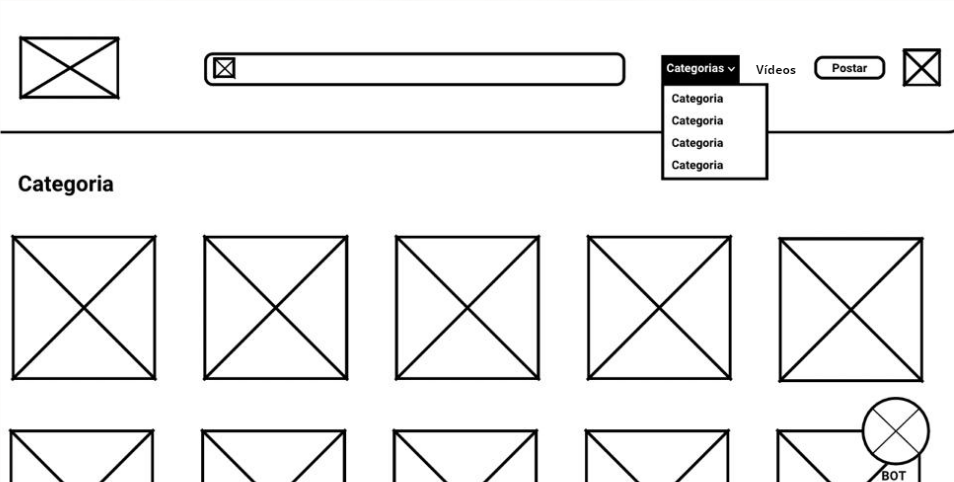 Categorias
Vídeos
Postar
Categoria
Categoria
Categoria
Categoria
Categoria
BOT